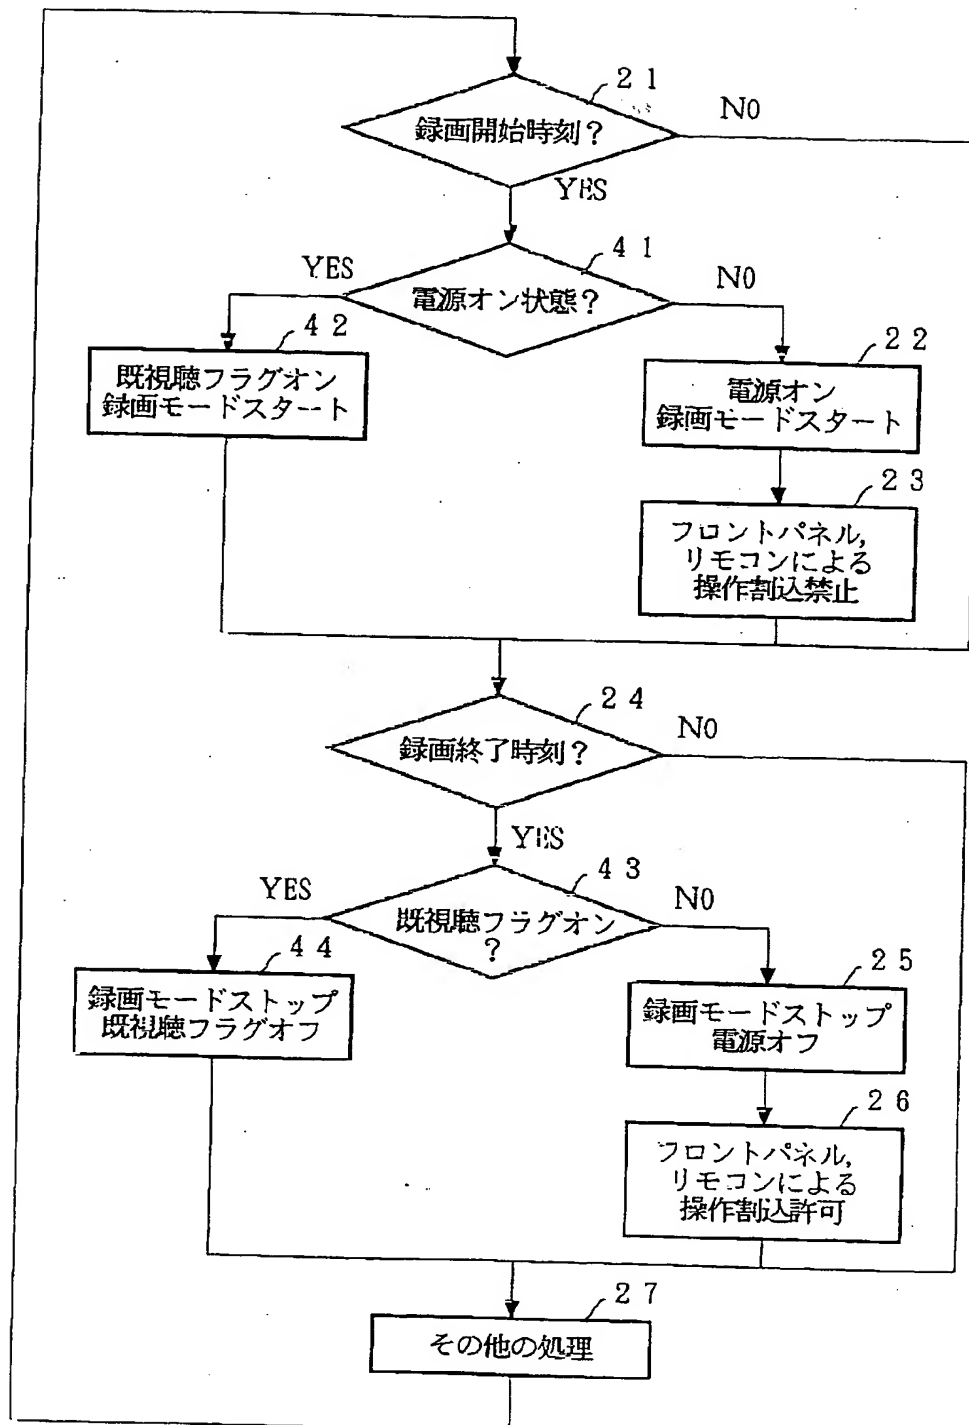 21
NO
録画開始時刻?
YES
41
YES
NO
電源オン状態?
42
22
既視聴フラグオン
録画モードスタート
電源オン
録画モードスタート
23
フロントパネル,
リモコンによる
操作割込禁止
24
NO
録画終了時刻?
YES
43
YES
NO
既視聴フラグオン
?
44
25
録画モードストップ
既視聴フラグオフ
録画モードストップ
電源オフ
26
フロントパネル,
リモコンによる
操作割込許可
27
その他の処理